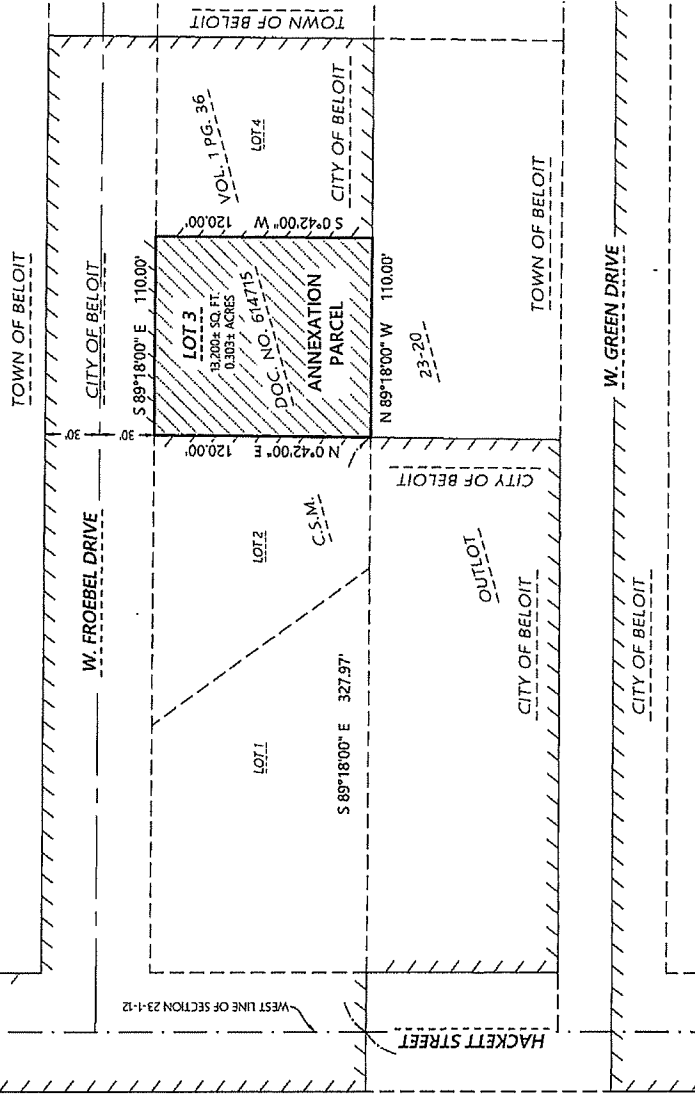 TOWN OF BELOIT
TOWN OF BELOIT
CITY OF BELOIT
W. FROEBEL DRIVE
30'
30'
S 89°18'00" E 110.00'
LOT 3
13,200± SQ. FT.
0.303± ACRES
DOC. NO. 614715
ANNEXATION
PARCEL
N 0°42'00" E 120.00'
S 0°42'00" W 120.00'
N 89°18'00" W 110.00'
VOL. 1 PG. 36
LOT 4
CITY OF BELOIT
LOT 2
C.S.M.
LOT 1
S 89°18'00" E 327.97'
23-20
CITY OF BELOIT
OUTLOT
CITY OF BELOIT
TOWN OF BELOIT
W. GREEN DRIVE
CITY OF BELOIT
WEST LINE OF SECTION 23-1-12
HACKETT STREET